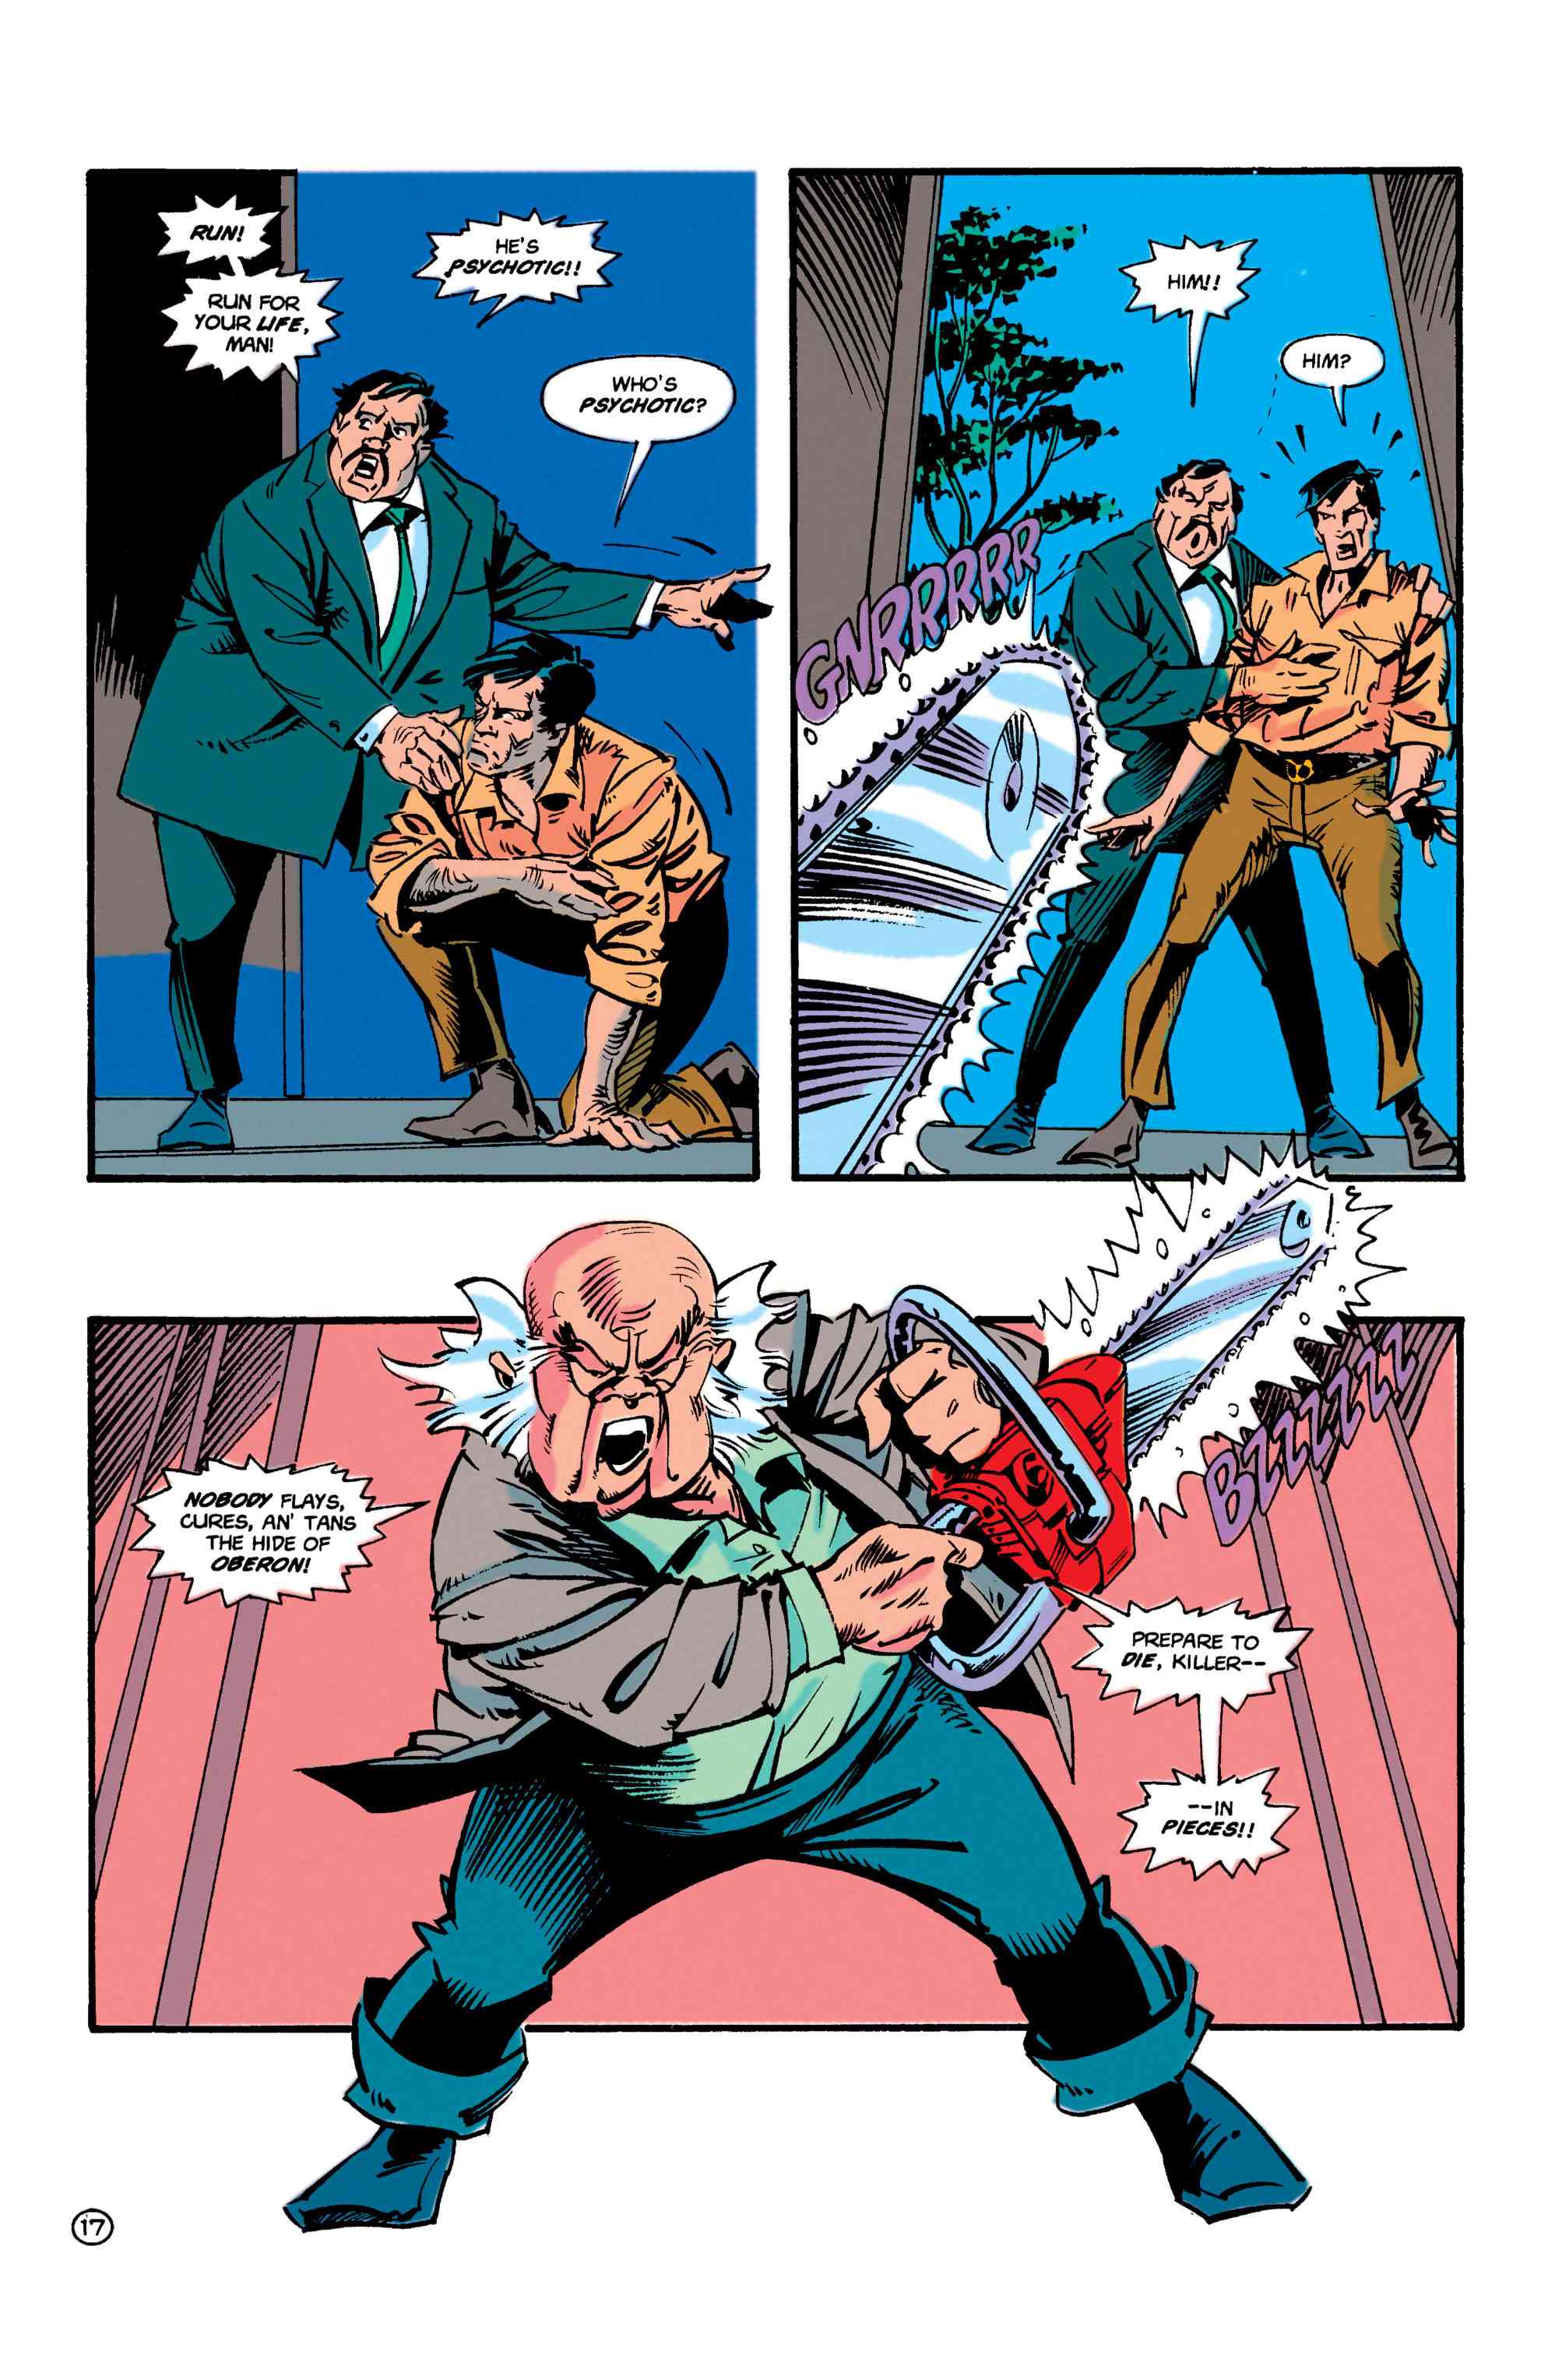 RUN!
RUN FOR
YOUR LIFE,
MAN!
HE'S
PSYCHOTIC!!
WHO'S
PSYCHOTIC?
HIM!!
HIM?
GNRRRRRR
BZZZZZZ
NOBODY FLAYS,
CURES, AN' TANS
THE HIDE OF
OBERON!
PREPARE TO
DIE, KILLER--
--IN
PIECES!!
17